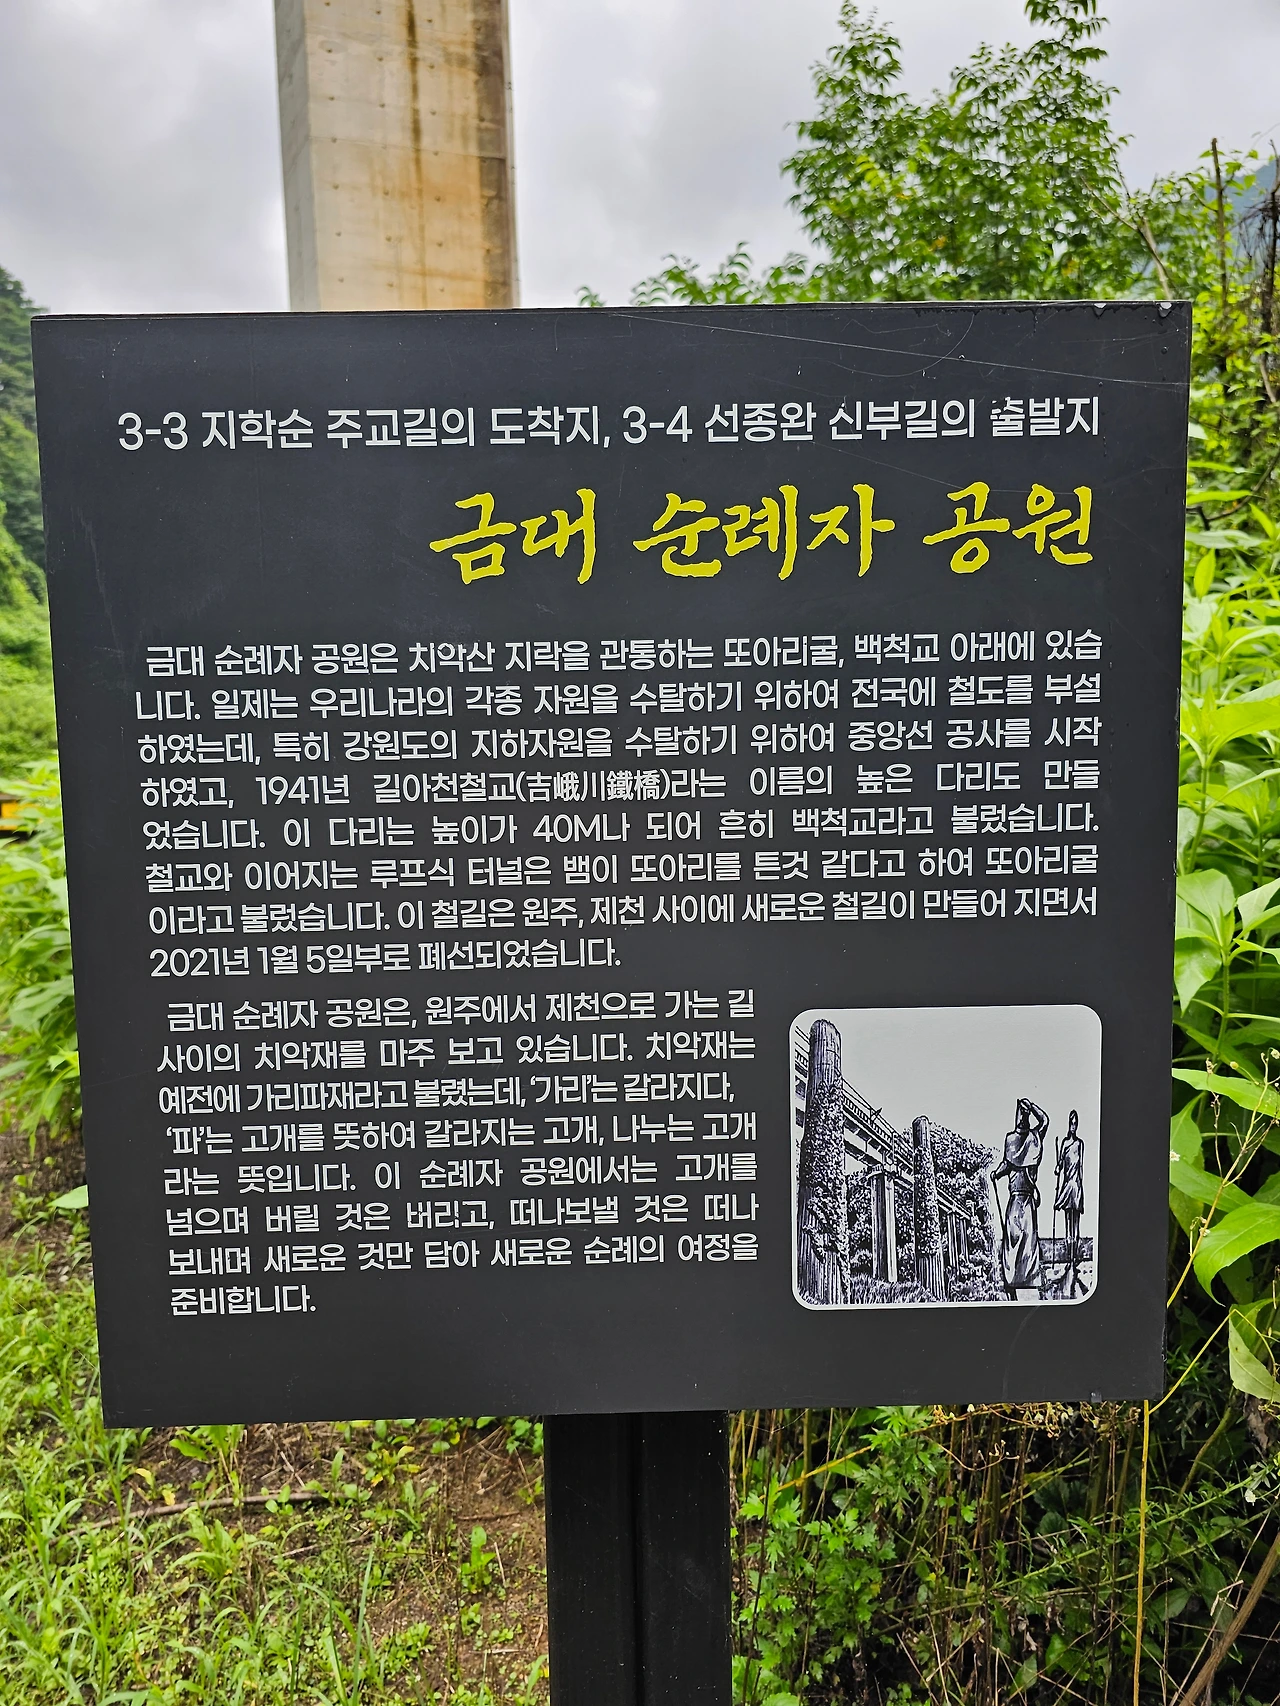 3-3 지학순 주교길의 도착지, 3-4 선종완 신부길의 출발지
금대 순례자 공원
금대 순례자 공원은 치악산 지락을 관통하는 또아리굴, 백척교 아래에 있습
니다. 일제는 우리나라의 각종 자원을 수탈하기 위하여 전국에 철도를 부설
하였는데, 특히 강원도의 지하자원을 수탈하기 위하여 중앙선 공사를 시작
하였고, 1941년 길아천철교(吉峨川鐵橋)라는 이름의 높은 다리도 만들
었습니다. 이 다리는 높이가 40M나 되어 흔히 백척교라고 불렀습니다.
철교와 이어지는 루프식 터널은 뱀이 또아리를 튼것 같다고 하여 또아리굴
이라고 불렀습니다. 이 철길은 원주, 제천 사이에 새로운 철길이 만들어 지면서
2021년 1월 5일부로 폐선되었습니다.
금대 순례자 공원은, 원주에서 제천으로 가는 길
사이의 치악재를 마주 보고 있습니다. 치악재는
예전에 가리파재라고 불렸는데, '가리'는 갈라지다,
'파'는 고개를 뜻하여 갈라지는 고개, 나누는 고개
라는 뜻입니다. 이 순례자 공원에서는 고개를
넘으며 버릴 것은 버리고, 떠나보낼 것은 떠나
보내며 새로운 것만 담아 새로운 순례의 여정을
준비합니다.